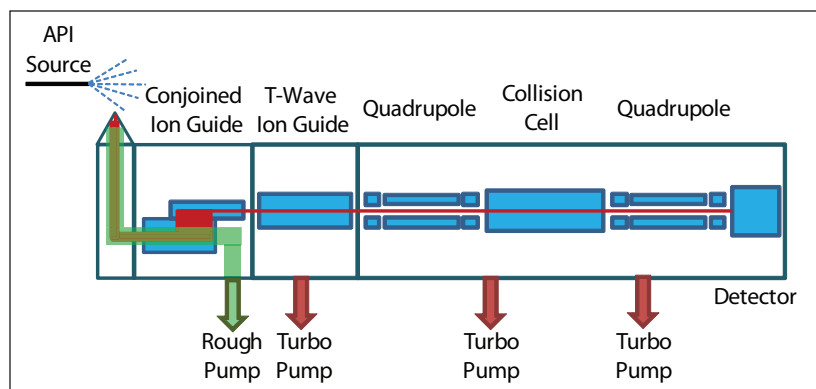 API
Source
Conjoined
Ion Guide
T-Wave
Ion Guide
Quadrupole
Collision
Cell
Quadrupole
Detector
Rough
Pump
Turbo
Pump
Turbo
Pump
Turbo
Pump